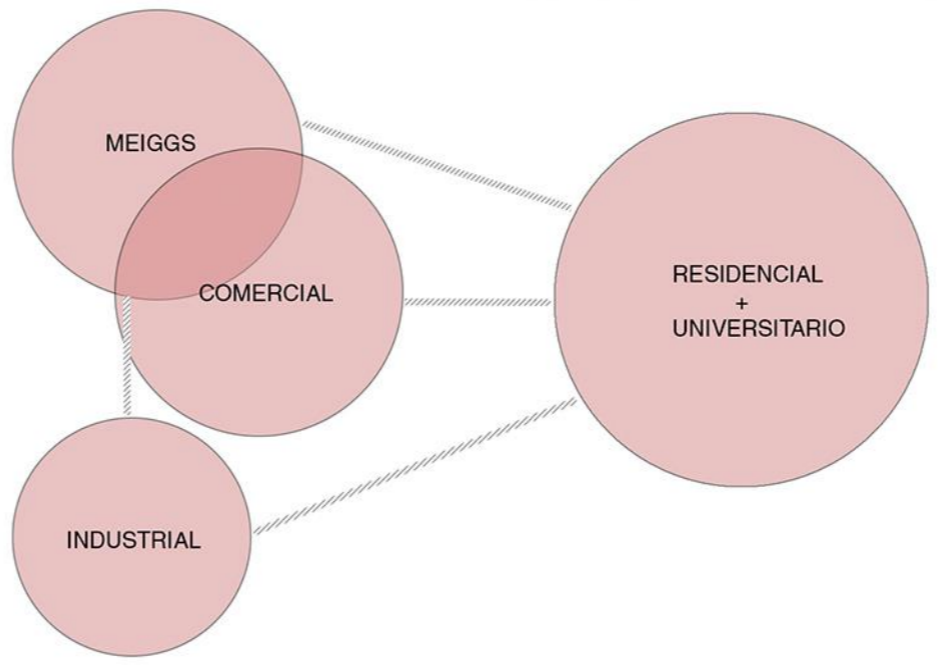 MEIGGS
COMERCIAL
RESIDENCIAL
+
UNIVERSITARIO
INDUSTRIAL